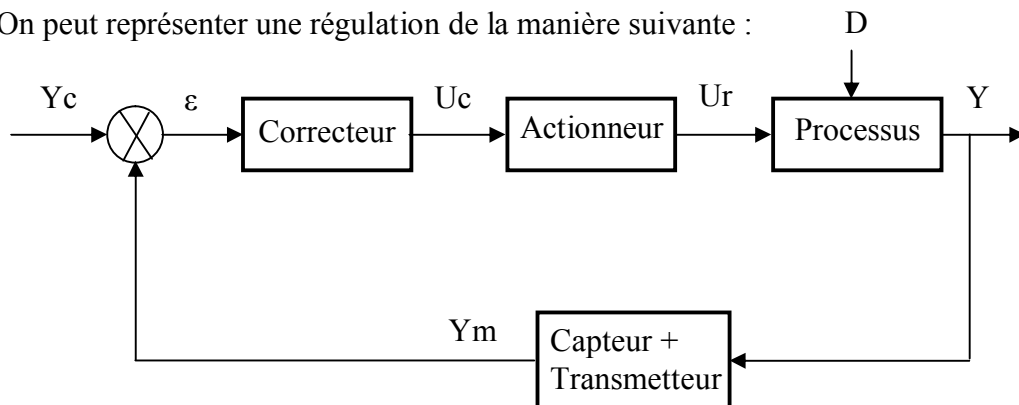 On peut représenter une régulation de la manière suivante :
D
Yc
ε
Correcteur
Uc
Actionneur
Ur
Processus
Y
Ym
Capteur +
Transmetteur